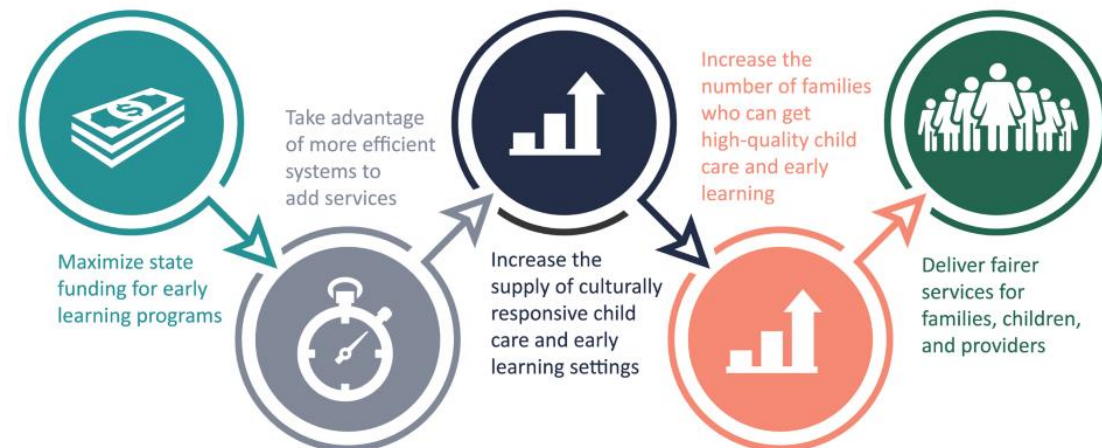 Maximize state
funding for early
learning programs
Take advantage
of more efficient
systems to
add services
Increase the
supply of culturally
responsive child
care and early
learning settings
Increase the
number of families
who can get
high-quality child
care and early
learning
Deliver fairer
services for
families, children,
and providers